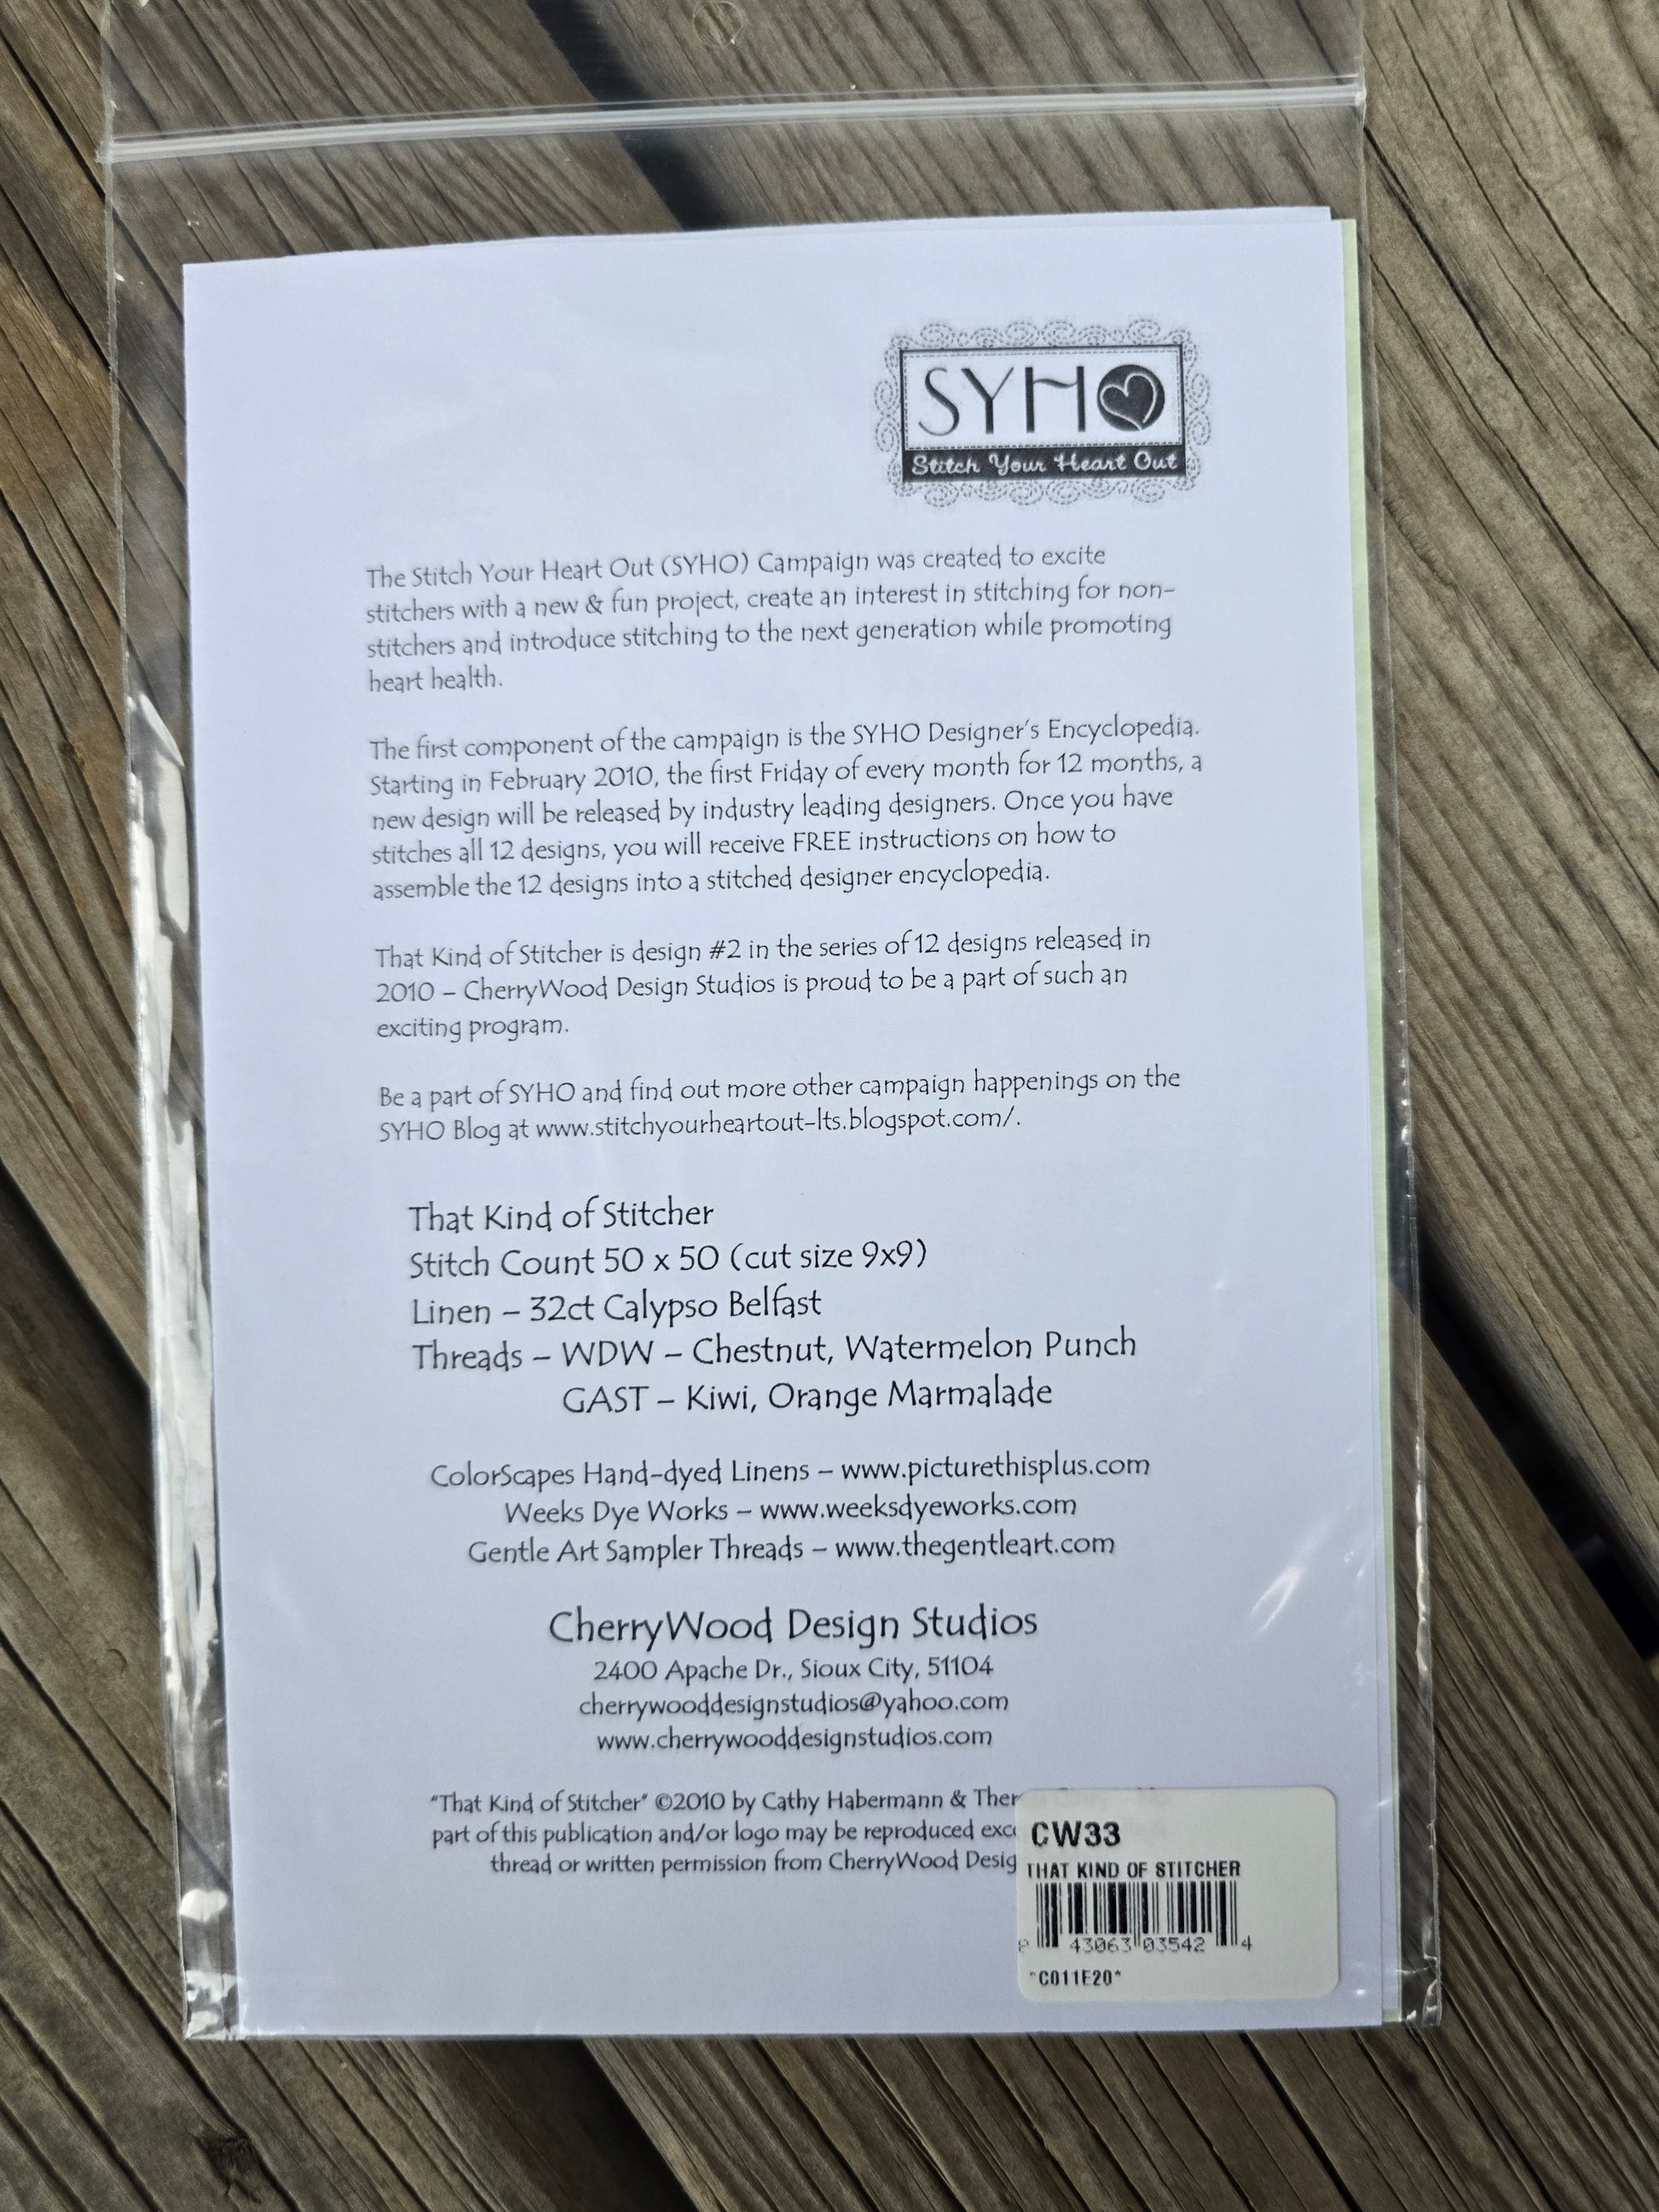 SYHO
Stitch Your Heart Out
The Stitch Your Heart Out (SYHO) Campaign was created to excite
stitchers with a new & fun project, create an interest in stitching for non-
stitchers and introduce stitching to the next generation while promoting
heart health.
The first component of the campaign is the SYHO Designer's Encyclopedia.
Starting in February 2010, the first Friday of every month for 12 months, a
new design will be released by industry leading designers. Once you have
stitches all 12 designs, you will receive FREE instructions on how to
assemble the 12 designs into a stitched designer encyclopedia.
That Kind of Stitcher is design #2 in the series of 12 designs released in
2010 – CherryWood Design Studios is proud to be a part of such an
exciting program.
Be a part of SYHO and find out more other campaign happenings on the
SYHO Blog at www.stitchyourheartout-lts.blogspot.com/.
That Kind of Stitcher
Stitch Count 50 x 50 (cut size 9x9)
Linen – 32ct Calypso Belfast
Threads – WDW – Chestnut, Watermelon Punch
GAST – Kiwi, Orange Marmalade
ColorScapes Hand-dyed Linens – www.picturethisplus.com
Weeks Dye Works – www.weeksdyeworks.com
Gentle Art Sampler Threads – www.thegentleart.com
CherryWood Design Studios
2400 Apache Dr., Sioux City, 51104
cherrywooddesignstudios@yahoo.com
www.cherrywooddesignstudios.com
"That Kind of Stitcher" ©2010 by Cathy Habermann &
part of this publication and/or logo may be reproduced
thread or written permission from CherryWood
CW33
THAT KIND OF STITCHER
43063 03542 4
*C011E20*